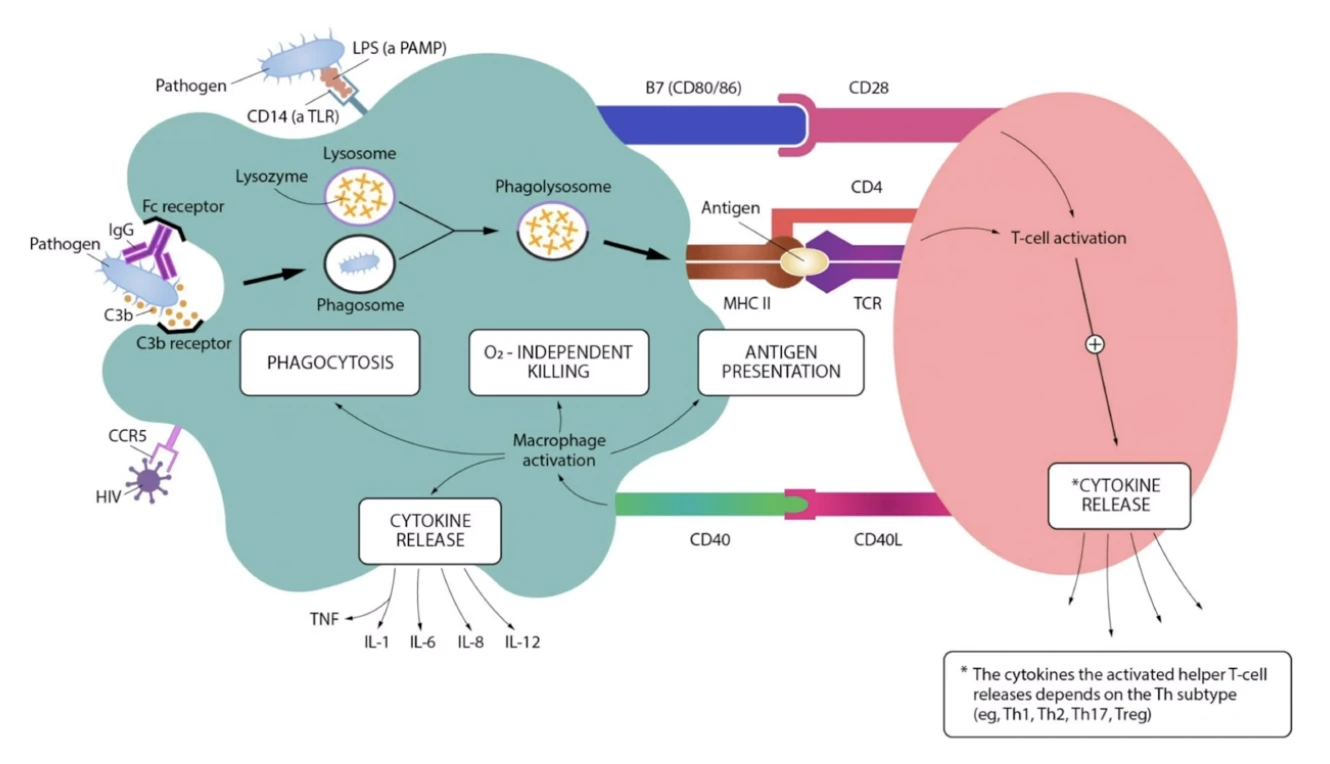 LPS (a PAMP)
Pathogen
CD14 (a TLR)
B7 (CD80/86)
CD28
Lysosome
Lysozyme
Phagolysosome
CD4
Antigen
Fc receptor
IgG
Pathogen
T-cell activation
C3b
Phagosome
MHC II
TCR
C3b receptor
PHAGOCYTOSIS
O₂ - INDEPENDENT
KILLING
ANTIGEN
PRESENTATION
CCR5
HIV
Macrophage
activation
+
*CYTOKINE
RELEASE
CYTOKINE
RELEASE
CD40
CD40L
TNF
IL-1
IL-6
IL-8
IL-12
* The cytokines the activated helper T-cell
releases depends on the Th subtype
(eg, Th1, Th2, Th17, Treg)